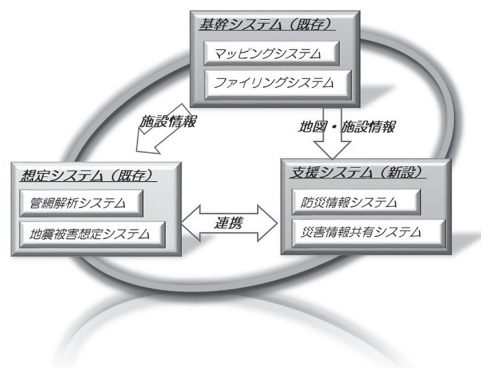 基幹システム（既存）
マッピングシステム
ファイリングシステム
施設情報
地図・施設情報
想定システム（既存）
管網解析システム
地震被害想定システム
連携
支援システム（新設）
防災情報システム
災害情報共有システム